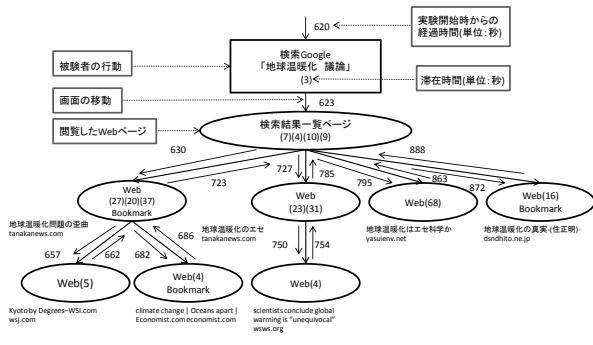 620
実験開始時からの
経過時間(単位:秒)
検索Google
「地球温暖化 議論」
(3)
被験者の行動
滞在時間(単位:秒)
画面の移動
623
閲覧したWebページ
検索結果一覧ページ
(7)(4)(10)(9)
630
723
727
785
795
863
872
888
Web
(27)(20)(37)
Bookmark
Web
(23)(31)
Web(68)
Web(16)
Bookmark
地球温暖化問題の歪曲
tanakanews.com
地球温暖化のエセ
tanakanews.com
地球温暖化はエセ科学か
yasuienv.net
地球温暖化の真実-(住正明)-
dsndhito.ne.jp
657
662
682
686
750
754
Web(5)
Web(4)
Bookmark
Web(4)
Kyoto by Degrees–WSI.com
wsj.com
climate change | Oceans apart |
Economist.com economist.com
scientists conclude global
warming is "unequivocal"
wsws.org